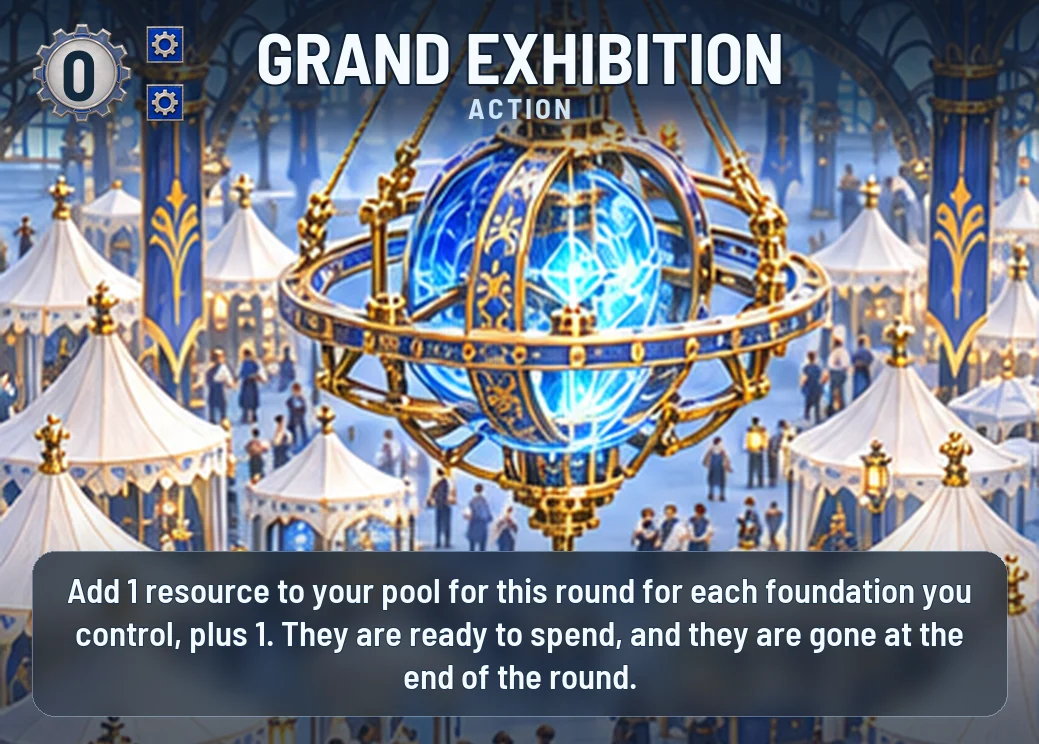 0
GRAND EXHIBITION
ACTION
Add 1 resource to your pool for this round for each foundation you
control, plus 1. They are ready to spend, and they are gone at the
end of the round.